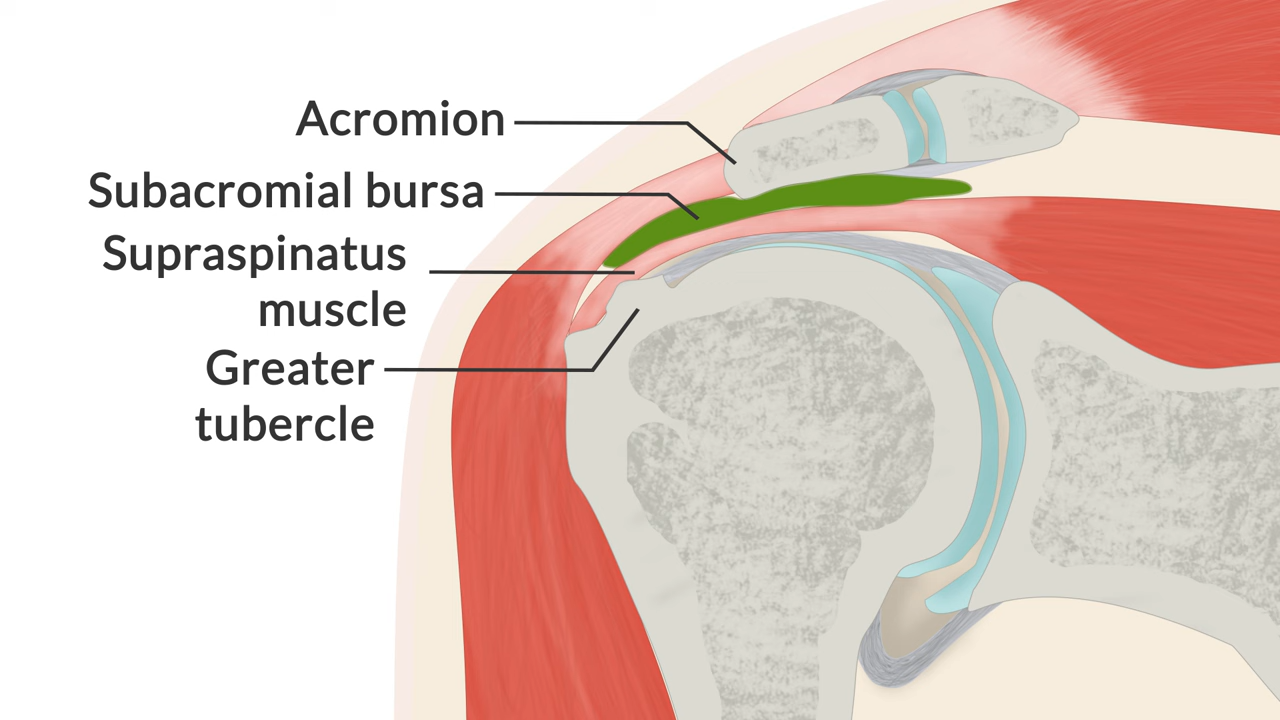 Acromion
Subacromial bursa
Supraspinatus
muscle
Greater
tubercle